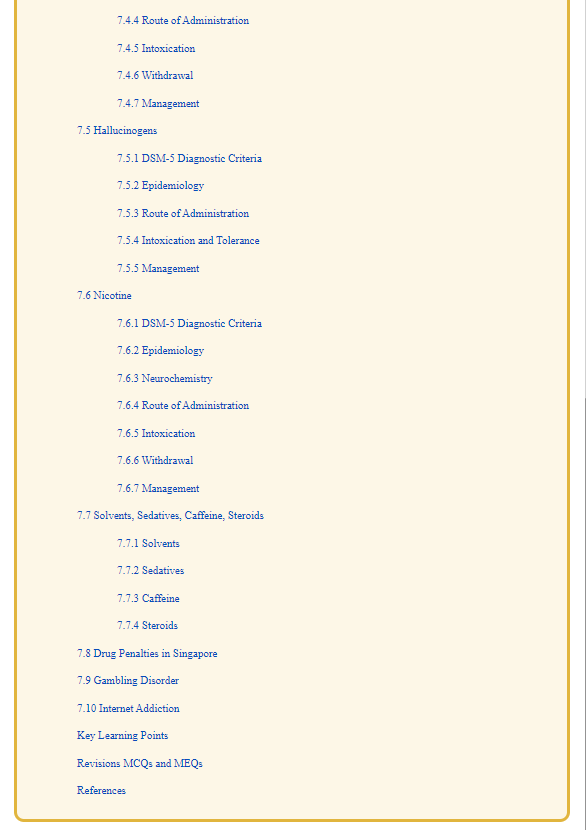 7.4.4 Route of Administration
7.4.5 Intoxication
7.4.6 Withdrawal
7.4.7 Management
7.5 Hallucinogens
7.5.1 DSM-5 Diagnostic Criteria
7.5.2 Epidemiology
7.5.3 Route of Administration
7.5.4 Intoxication and Tolerance
7.5.5 Management
7.6 Nicotine
7.6.1 DSM-5 Diagnostic Criteria
7.6.2 Epidemiology
7.6.3 Neurochemistry
7.6.4 Route of Administration
7.6.5 Intoxication
7.6.6 Withdrawal
7.6.7 Management
7.7 Solvents, Sedatives, Caffeine, Steroids
7.7.1 Solvents
7.7.2 Sedatives
7.7.3 Caffeine
7.7.4 Steroids
7.8 Drug Penalties in Singapore
7.9 Gambling Disorder
7.10 Internet Addiction
Key Learning Points
Revisions MCQs and MEQs
References